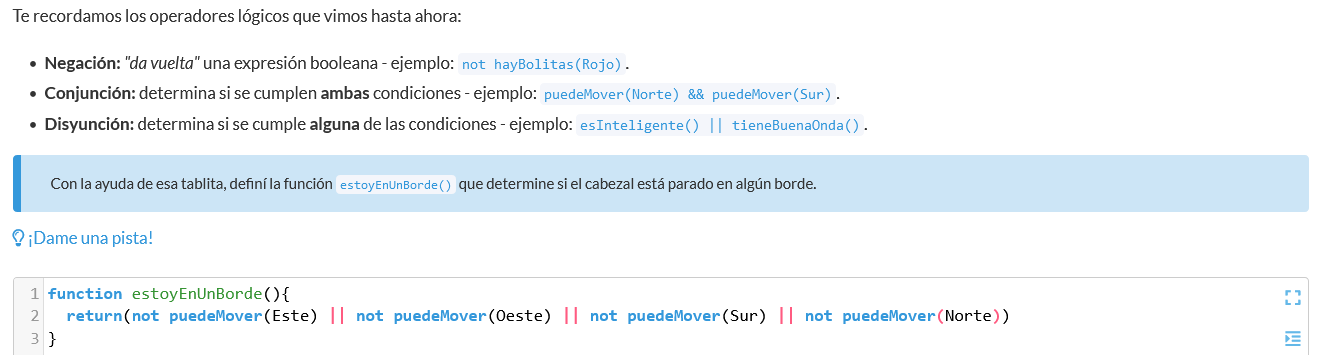 Te recordamos los operadores lógicos que vimos hasta ahora:
• Negación: "da vuelta" una expresión booleana - ejemplo: not hayBolitas(Rojo).
• Conjunción: determina si se cumplen ambas condiciones - ejemplo: puedeMover(Norte) && puedeMover(Sur).
• Disyunción: determina si se cumple alguna de las condiciones - ejemplo: esInteligente() || tieneBuenaOnda().
Con la ayuda de esa tablita, definí la función estoyEnUnBorde() que determine si el cabezal está parado en algún borde.
¡Dame una pista!
1 function estoyEnUnBorde(){
2   return(not puedeMover(Este) || not puedeMover(Oeste) || not puedeMover(Sur) || not puedeMover(Norte))
3 }